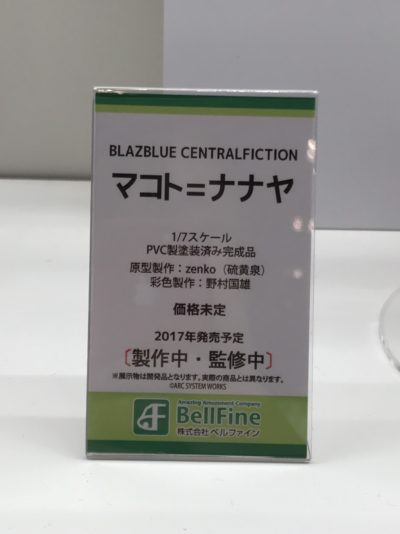 BLAZBLUE CENTRALFICTION
マコト=ナナヤ
1/7スケール
PVC製塗装済み完成品
原型製作：zenko（硫黄泉）
彩色製作：野村国雄
価格未定
2017年発売予定
〔製作中・監修中〕
※展示物は開発品となります。実際の商品とは異なります。
©ARC SYSTEM WORKS
Amazing Amusement Company
BellFine
株式会社 ベルファイン